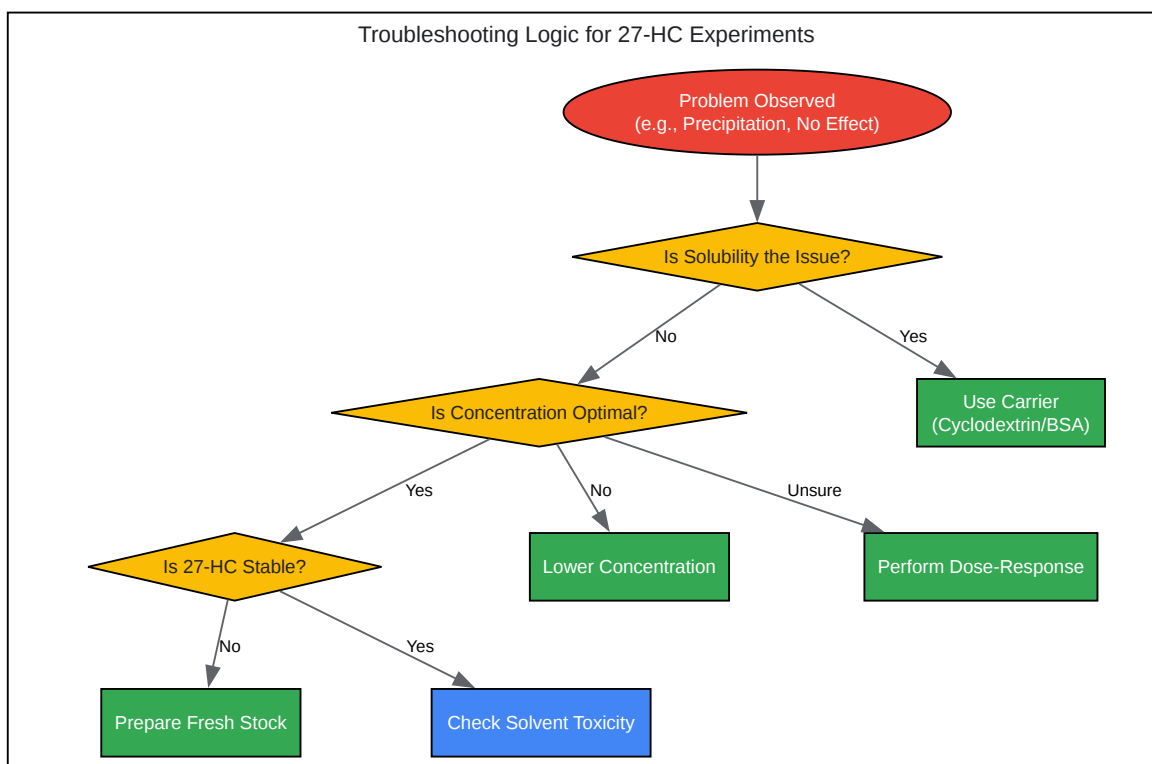 Troubleshooting Logic for 27-HC Experiments
Problem Observed
(e.g., Precipitation, No Effect)
Is Solubility the Issue?
No
Yes
Is Concentration Optimal?
Use Carrier
(Cyclodextrin/BSA)
Yes
No
Unsure
Is 27-HC Stable?
Lower Concentration
Perform Dose-Response
No
Yes
Prepare Fresh Stock
Check Solvent Toxicity